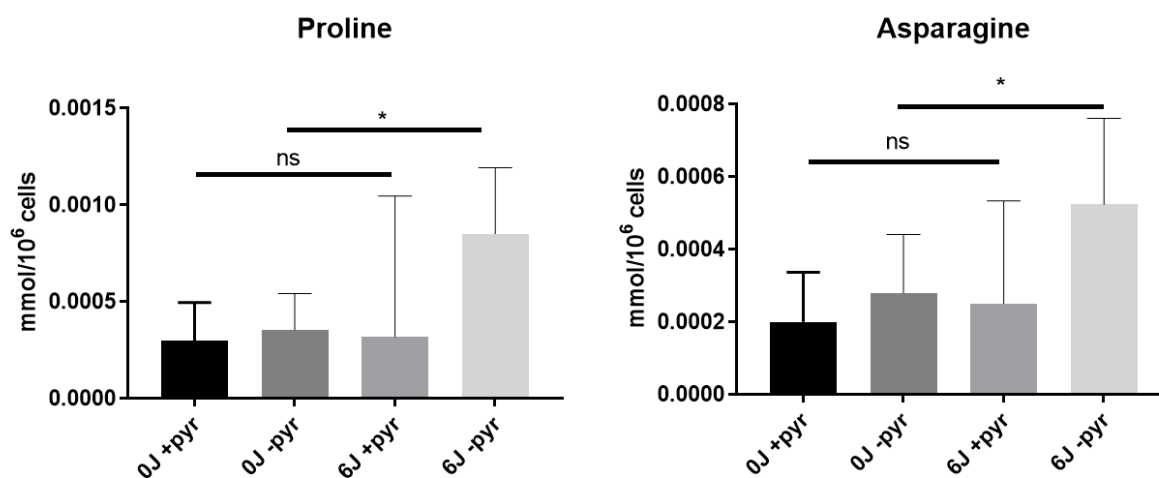 Proline
mmol/10⁶ cells
0.0015
0.0010
0.0005
0.0000
ns
*
0J +pyr
0J -pyr
6J +pyr
6J -pyr
Asparagine
mmol/10⁶ cells
0.0008
0.0006
0.0004
0.0002
0.0000
ns
*
0J +pyr
0J -pyr
6J +pyr
6J -pyr